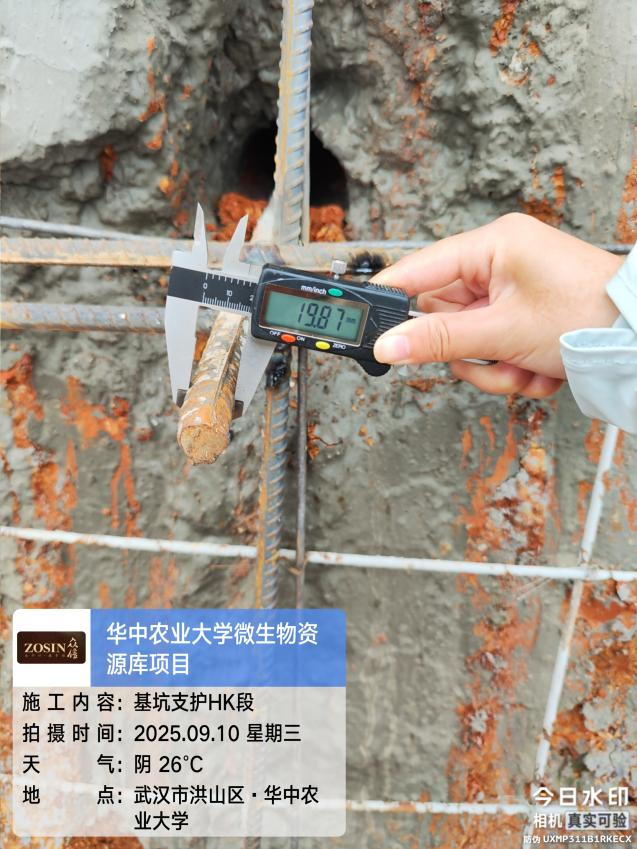 mm/inch
0 10 2
19.87 mm
OFF ON ZERO
ZOSIN 众信
华中农业大学微生物资
源库项目
施工内容：基坑支护HK段
拍摄时间：2025.09.10 星期三
天气：阴 26℃
地点：武汉市洪山区·华中农
业大学
今日水印
相机 真实可验
防伪 UXMP311B1RKECX